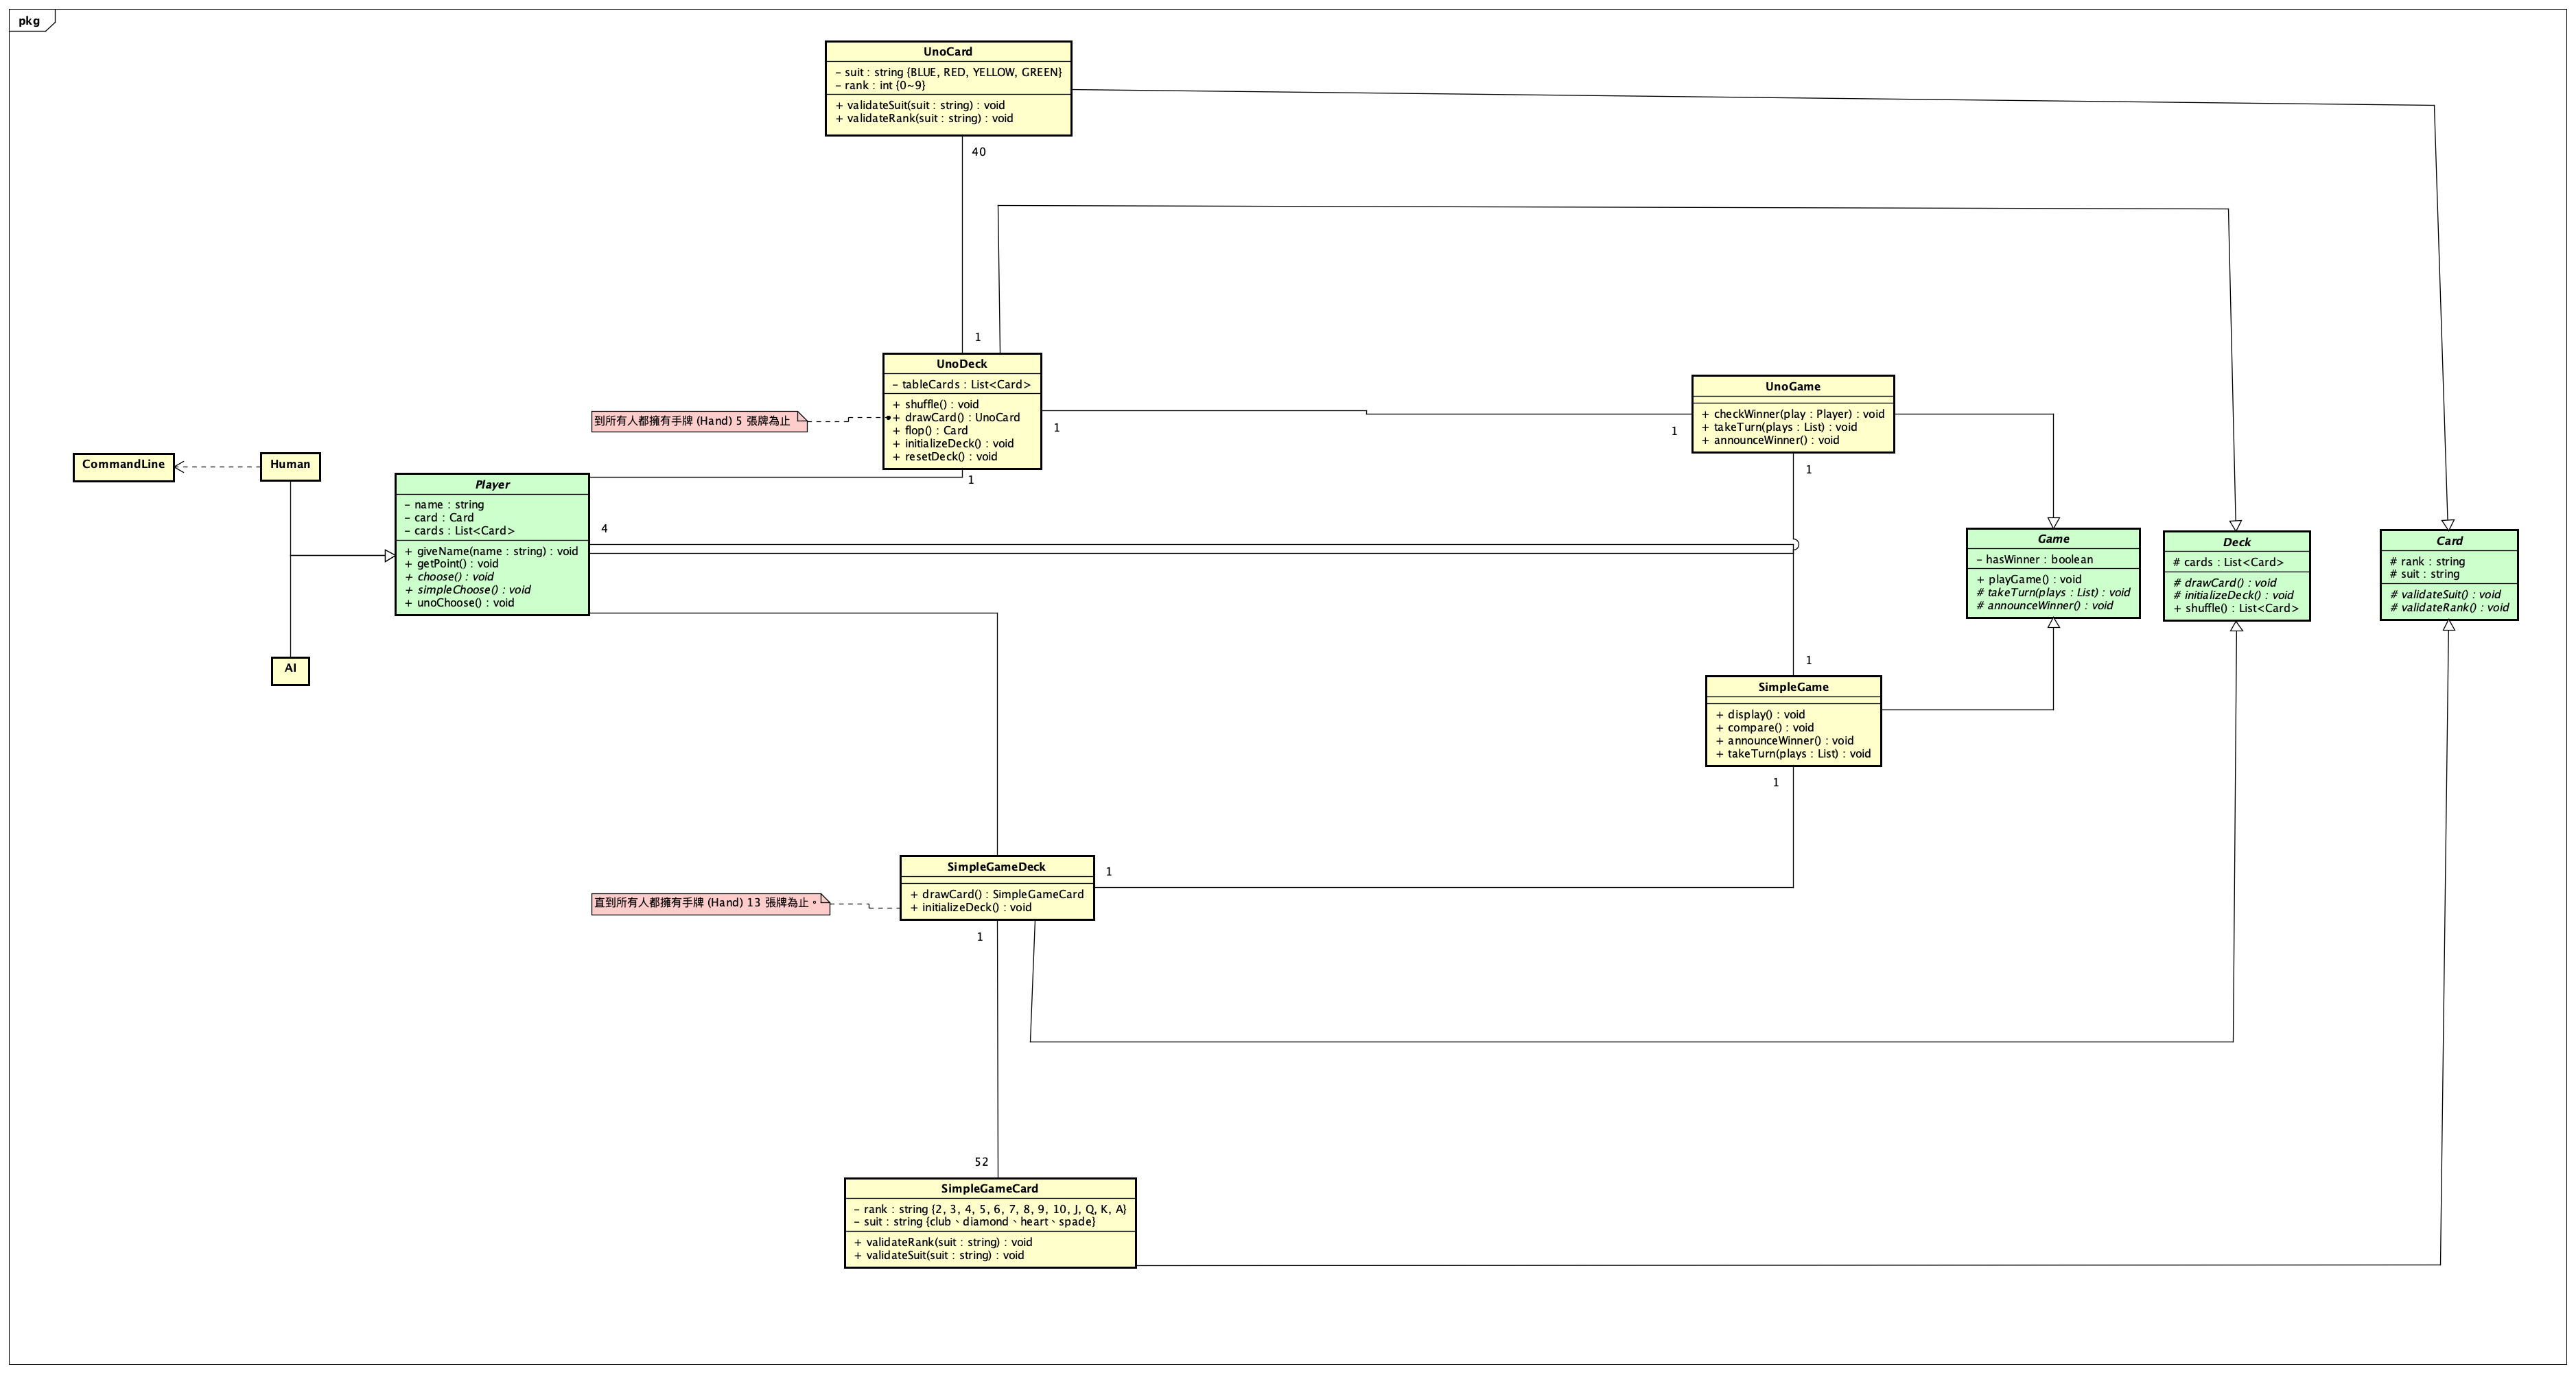 pkg
UnoCard
- suit : string {BLUE, RED, YELLOW, GREEN}
- rank : int {0~9}
+ validateSuit(suit : string) : void
+ validateRank(suit : string) : void
40
1
UnoDeck
- tableCards : List<Card>
+ shuffle() : void
+ drawCard() : UnoCard
+ flop() : Card
+ initializeDeck() : void
+ resetDeck() : void
到所有人都擁有手牌 (Hand) 5 張牌為止
1
1
1
UnoGame
+ checkWinner(play : Player) : void
+ takeTurn(plays : List) : void
+ announceWinner() : void
1
CommandLine
Human
Player
- name : string
- card : Card
- cards : List<Card>
+ giveName(name : string) : void
+ getPoint() : void
+ choose() : void
+ simpleChoose() : void
+ unoChoose() : void
4
AI
Game
- hasWinner : boolean
+ playGame() : void
# takeTurn(plays : List) : void
# announceWinner() : void
Deck
# cards : List<Card>
# drawCard() : void
# initializeDeck() : void
+ shuffle() : List<Card>
Card
# rank : string
# suit : string
# validateSuit() : void
# validateRank() : void
1
SimpleGame
+ display() : void
+ compare() : void
+ announceWinner() : void
+ takeTurn(plays : List) : void
1
SimpleGameDeck
+ drawCard() : SimpleGameCard
+ initializeDeck() : void
1
直到所有人都擁有手牌 (Hand) 13 張牌為止。
1
52
SimpleGameCard
- rank : string {2, 3, 4, 5, 6, 7, 8, 9, 10, J, Q, K, A}
- suit : string {club、diamond、heart、spade}
+ validateRank(suit : string) : void
+ validateSuit(suit : string) : void